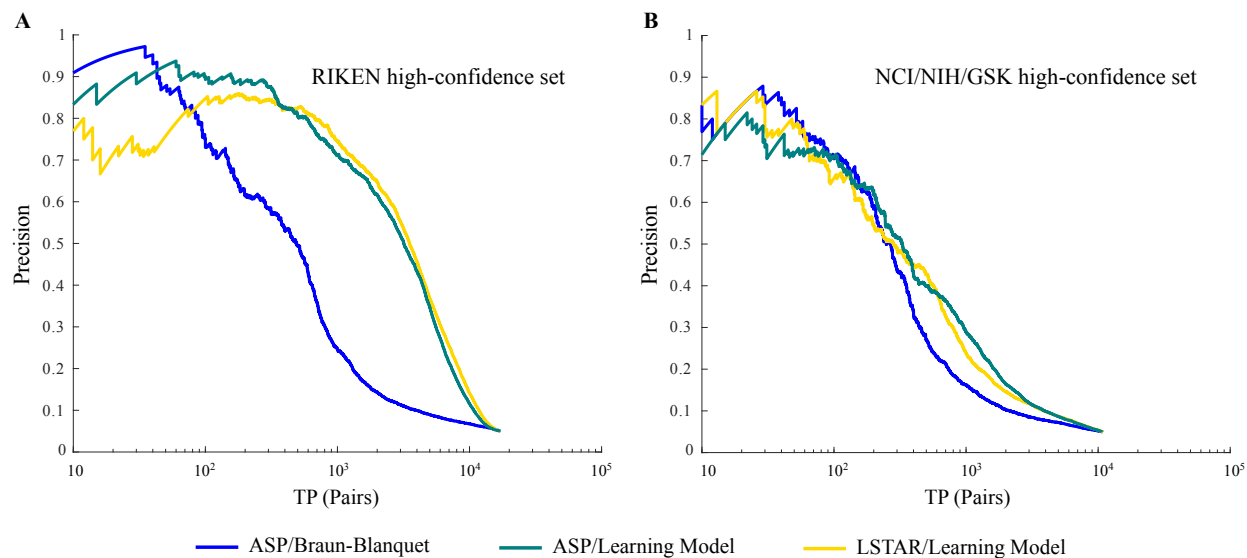 A
1
0.9
0.8
0.7
0.6
0.5
0.4
0.3
0.2
0.1
0
Precision
RIKEN high-confidence set
10 10² 10³ 10⁴ 10⁵
TP (Pairs)
B
1
0.9
0.8
0.7
0.6
0.5
0.4
0.3
0.2
0.1
0
Precision
NCI/NIH/GSK high-confidence set
10 10² 10³ 10⁴ 10⁵
TP (Pairs)
ASP/Braun-Blanquet ASP/Learning Model LSTAR/Learning Model